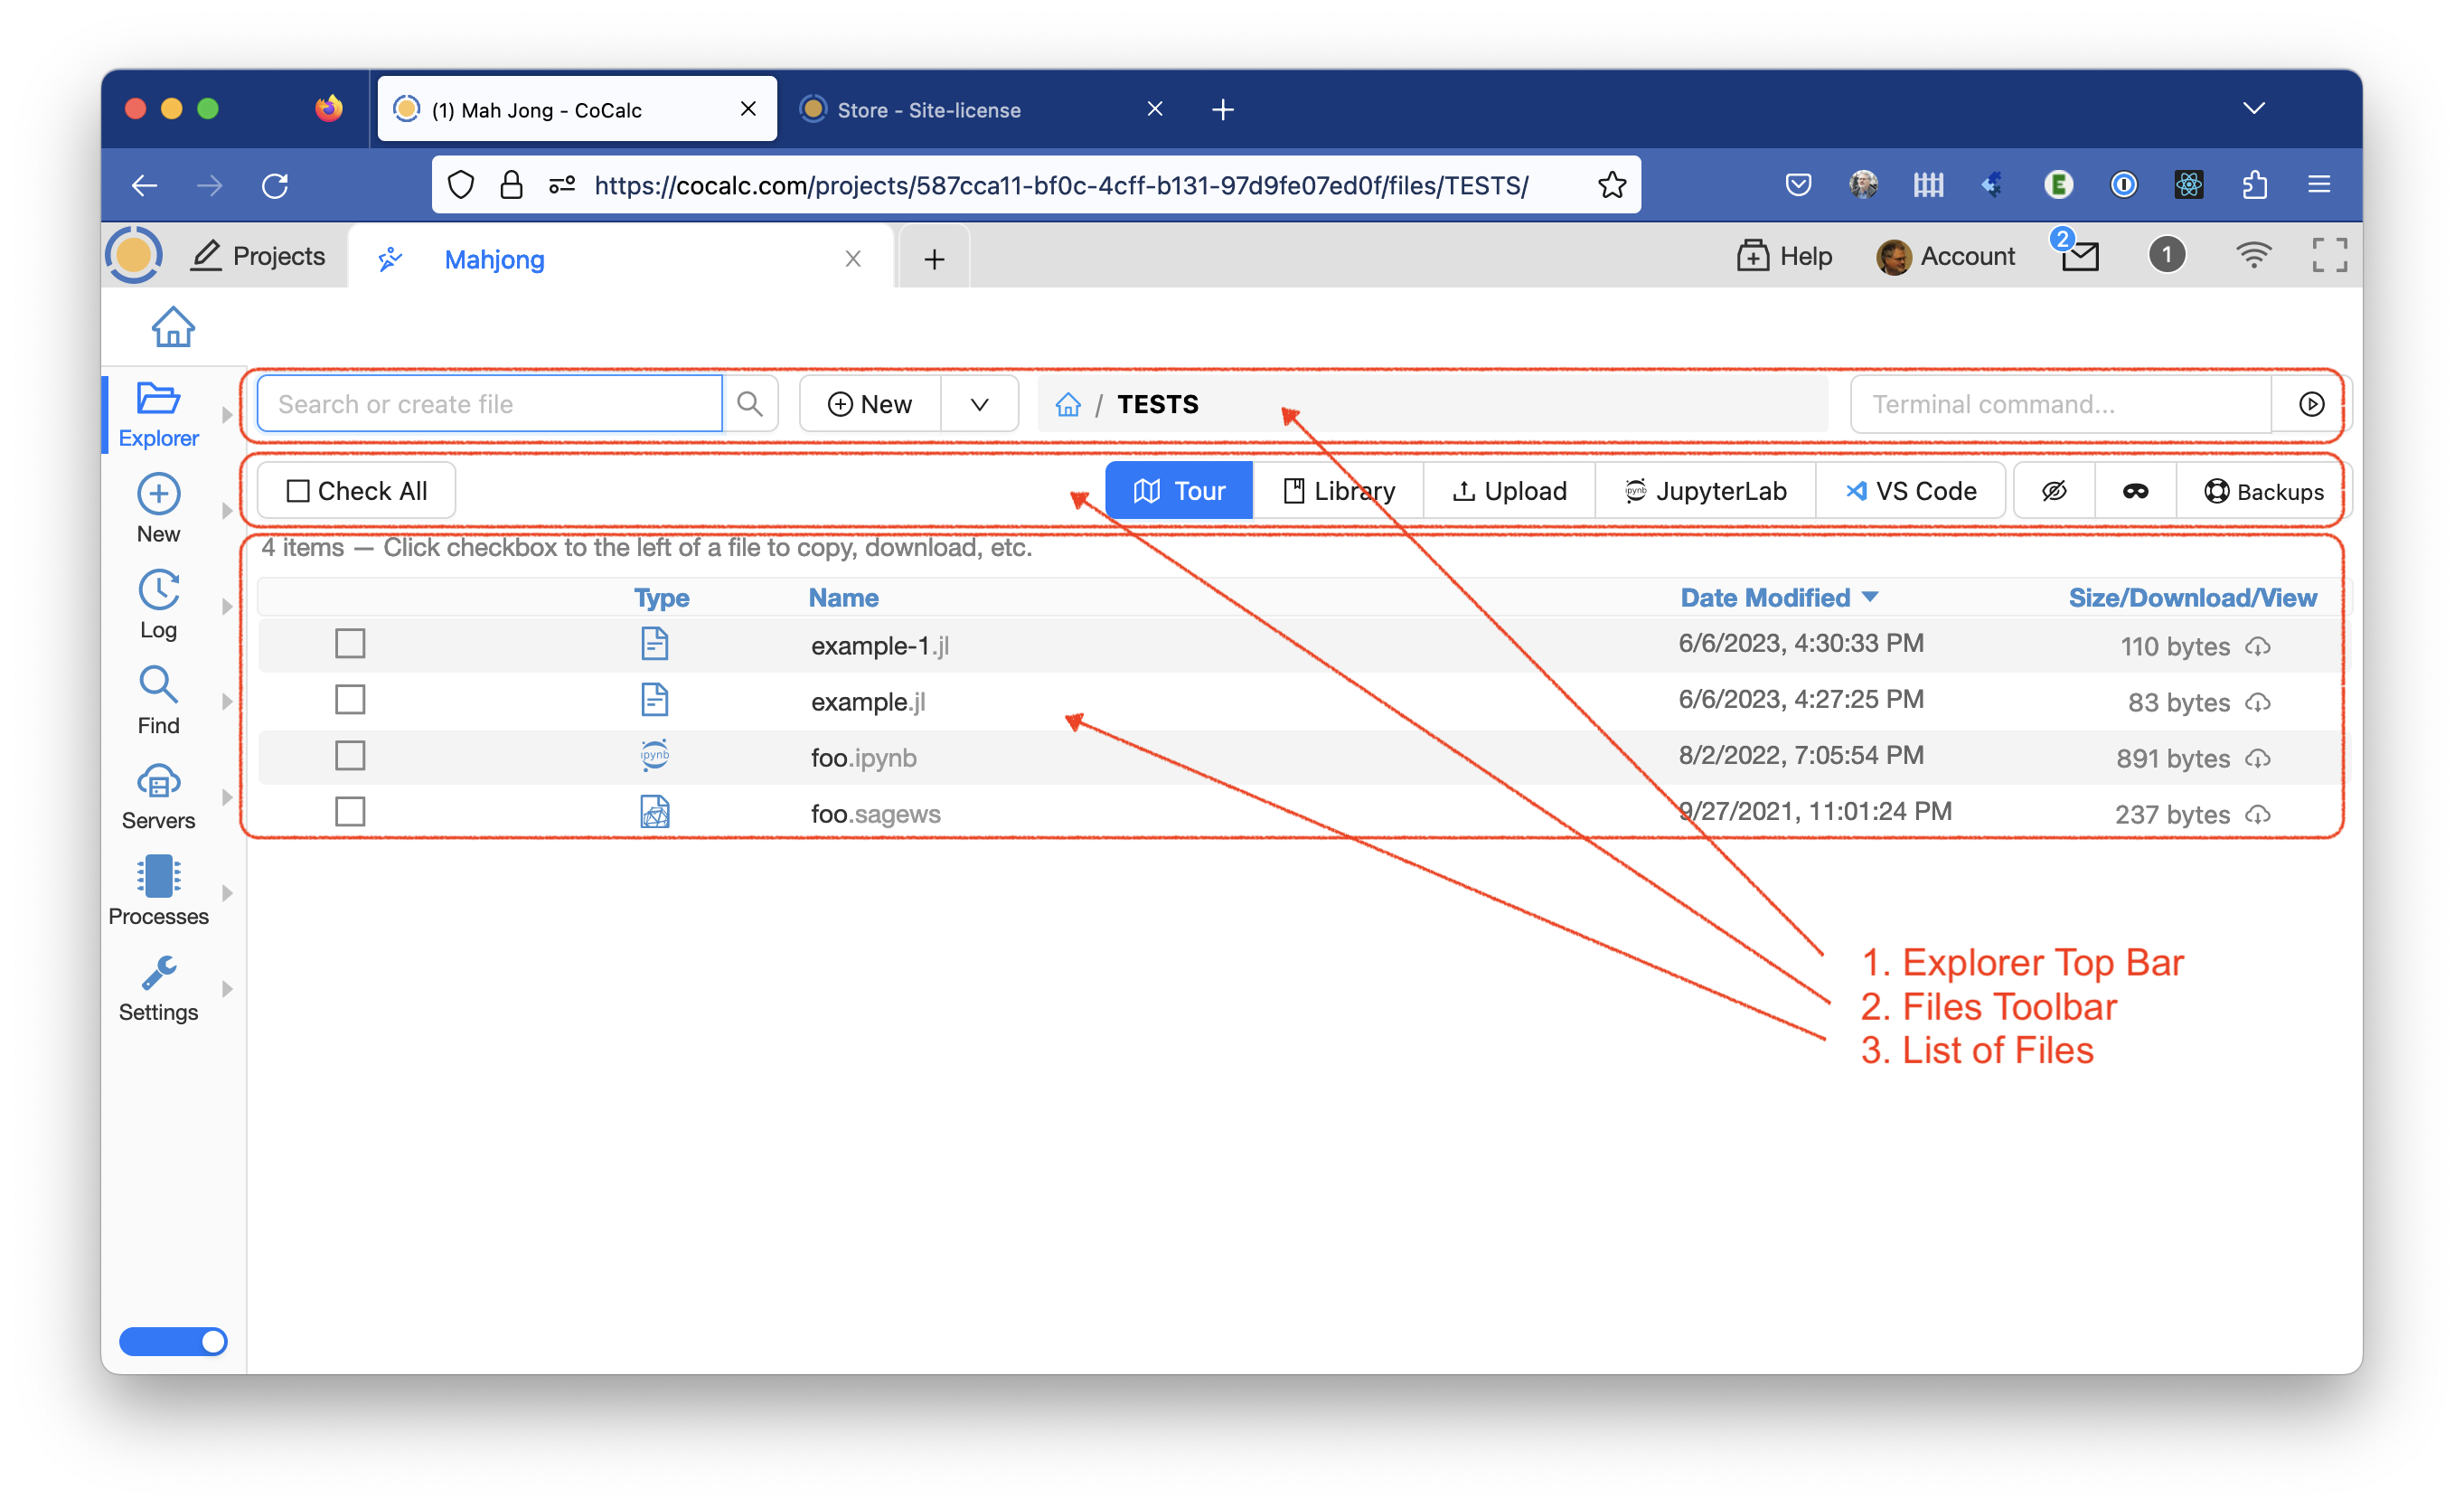 (1) Mah Jong - CoCalc
Store - Site-license
https://cocalc.com/projects/587cca11-bf0c-4cff-b131-97d9fe07ed0f/files/TESTS/
E
Projects
Mahjong
Help
Account
2
1
Explorer
New
Log
Find
Servers
Processes
Settings
Search or create file
New
/ TESTS
Terminal command...
Check All
Tour
Library
Upload
ipynb JupyterLab
VS Code
Backups
4 items — Click checkbox to the left of a file to copy, download, etc.
Type Name Date Modified Size/Download/View
example-1.jl 6/6/2023, 4:30:33 PM 110 bytes
example.jl 6/6/2023, 4:27:25 PM 83 bytes
ipynb foo.ipynb 8/2/2022, 7:05:54 PM 891 bytes
foo.sagews 9/27/2021, 11:01:24 PM 237 bytes
1. Explorer Top Bar
2. Files Toolbar
3. List of Files